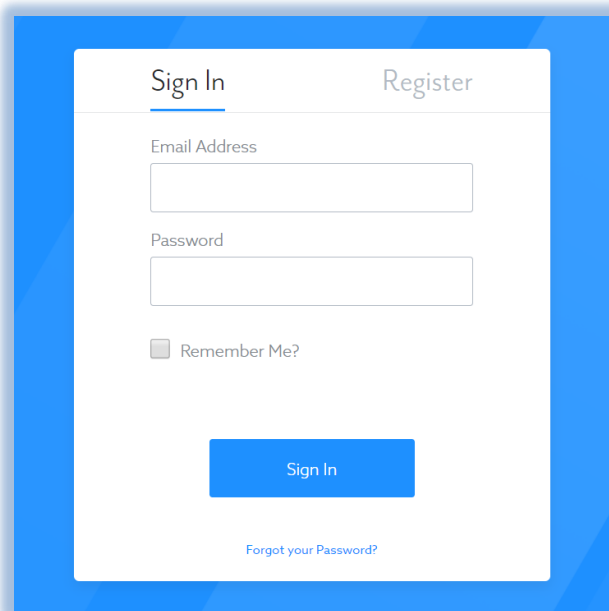 Sign In Register
Email Address
Password
Remember Me?
Sign In
Forgot your Password?